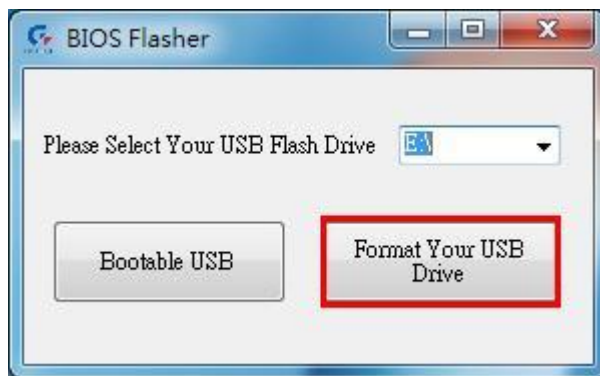 BIOS Flasher
Please Select Your USB Flash Drive E:\
Bootable USB
Format Your USB
Drive